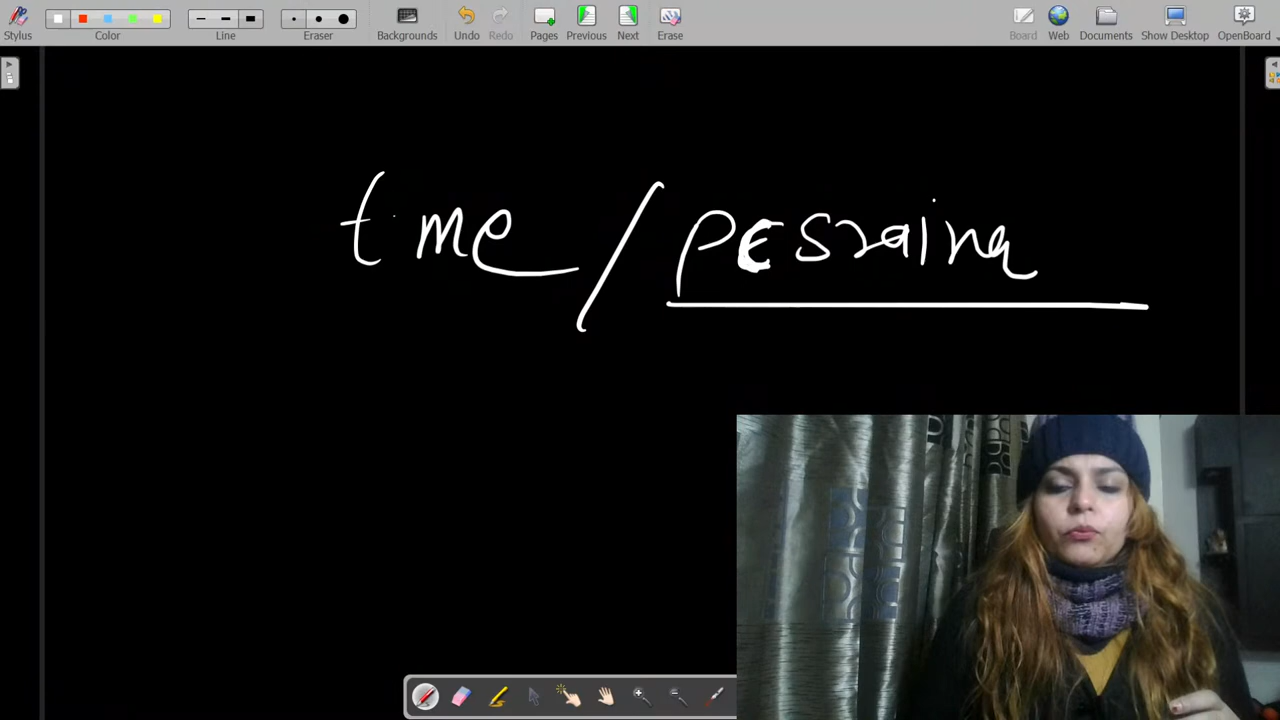 Stylus
Color
Line
Eraser
Backgrounds
Undo
Redo
Pages
Previous
Next
Erase
Board
Web
Documents
Show Desktop
OpenBoard
time /